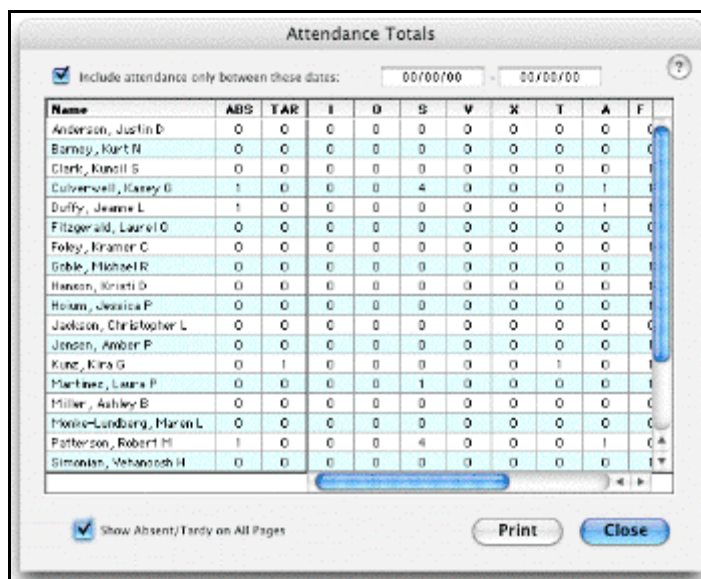 Attendance Totals
?
Include attendance only between these dates: 00/00/00 - 00/00/00
Name ABS TAR I O S V X T A F
Anderson, Justin D 0 0 0 0 0 0 0 0 0
Barney, Kurt N 0 0 0 0 0 0 0 0 0
Clark, S 0 0 0 0 0 0 0 0 0
Culverwell, Kasey 1 0 0 0 4 0 0 0 1
Duffy, Jeanne L 1 0 0 0 0 0 0 0 1
Fitzgerald, Laurel 0 0 0 0 0 0 0 0 0
Foley, Kramer C 0 0 0 0 0 0 0 0 0
Goble, Michael R 0 0 0 0 0 0 0 0 0
Hanson, Kristi D 0 0 0 0 0 0 0 0 0
Hoium, Jessica P 0 0 0 0 0 0 0 0 0
Jackson, Christopher L 0 0 0 0 0 0 0 0 0
Jensen, Amber P 0 0 0 0 0 0 0 0 0
Kunz, Kira G 0 1 0 0 0 0 0 1 0
Martinez, Laura P 0 0 0 0 1 0 0 0 0
Miller, Ashley B 0 0 0 0 0 0 0 0 0
Monke-Lundberg, Maren L 0 0 0 0 0 0 0 0 0
Patterson, Robert M 1 0 0 0 0 0 0 1
Simonian, Vehanoosh H 0 0 0 0 0 0 0 0 0
Show Absent/Tardy on All Pages
Print
Close